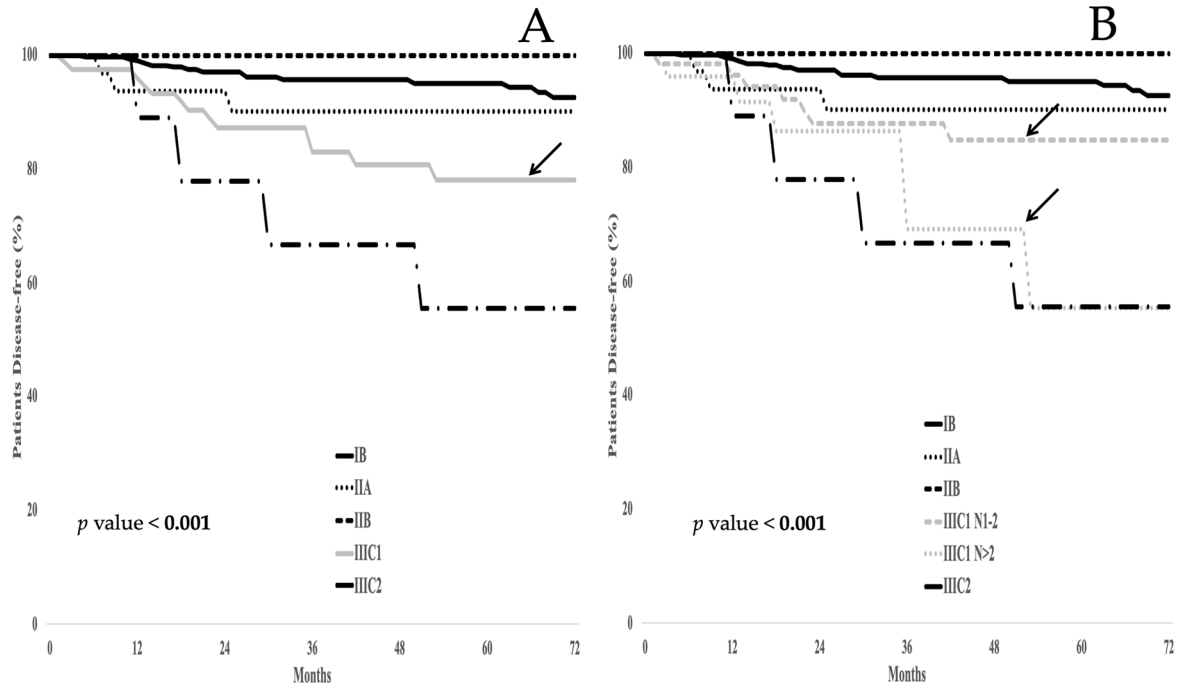 A
100
80
60
40
20
0
Patients Disease-free (%)
IB
IIA
IIB
IIIC1
IIIC2
p value < 0.001
0 12 24 36 48 60 72
Months
B
100
80
60
40
20
0
Patients Disease-free (%)
IB
IIA
IIB
IIIC1 N1-2
IIIC1 N>2
IIIC2
p value < 0.001
0 12 24 36 48 60 72
Months